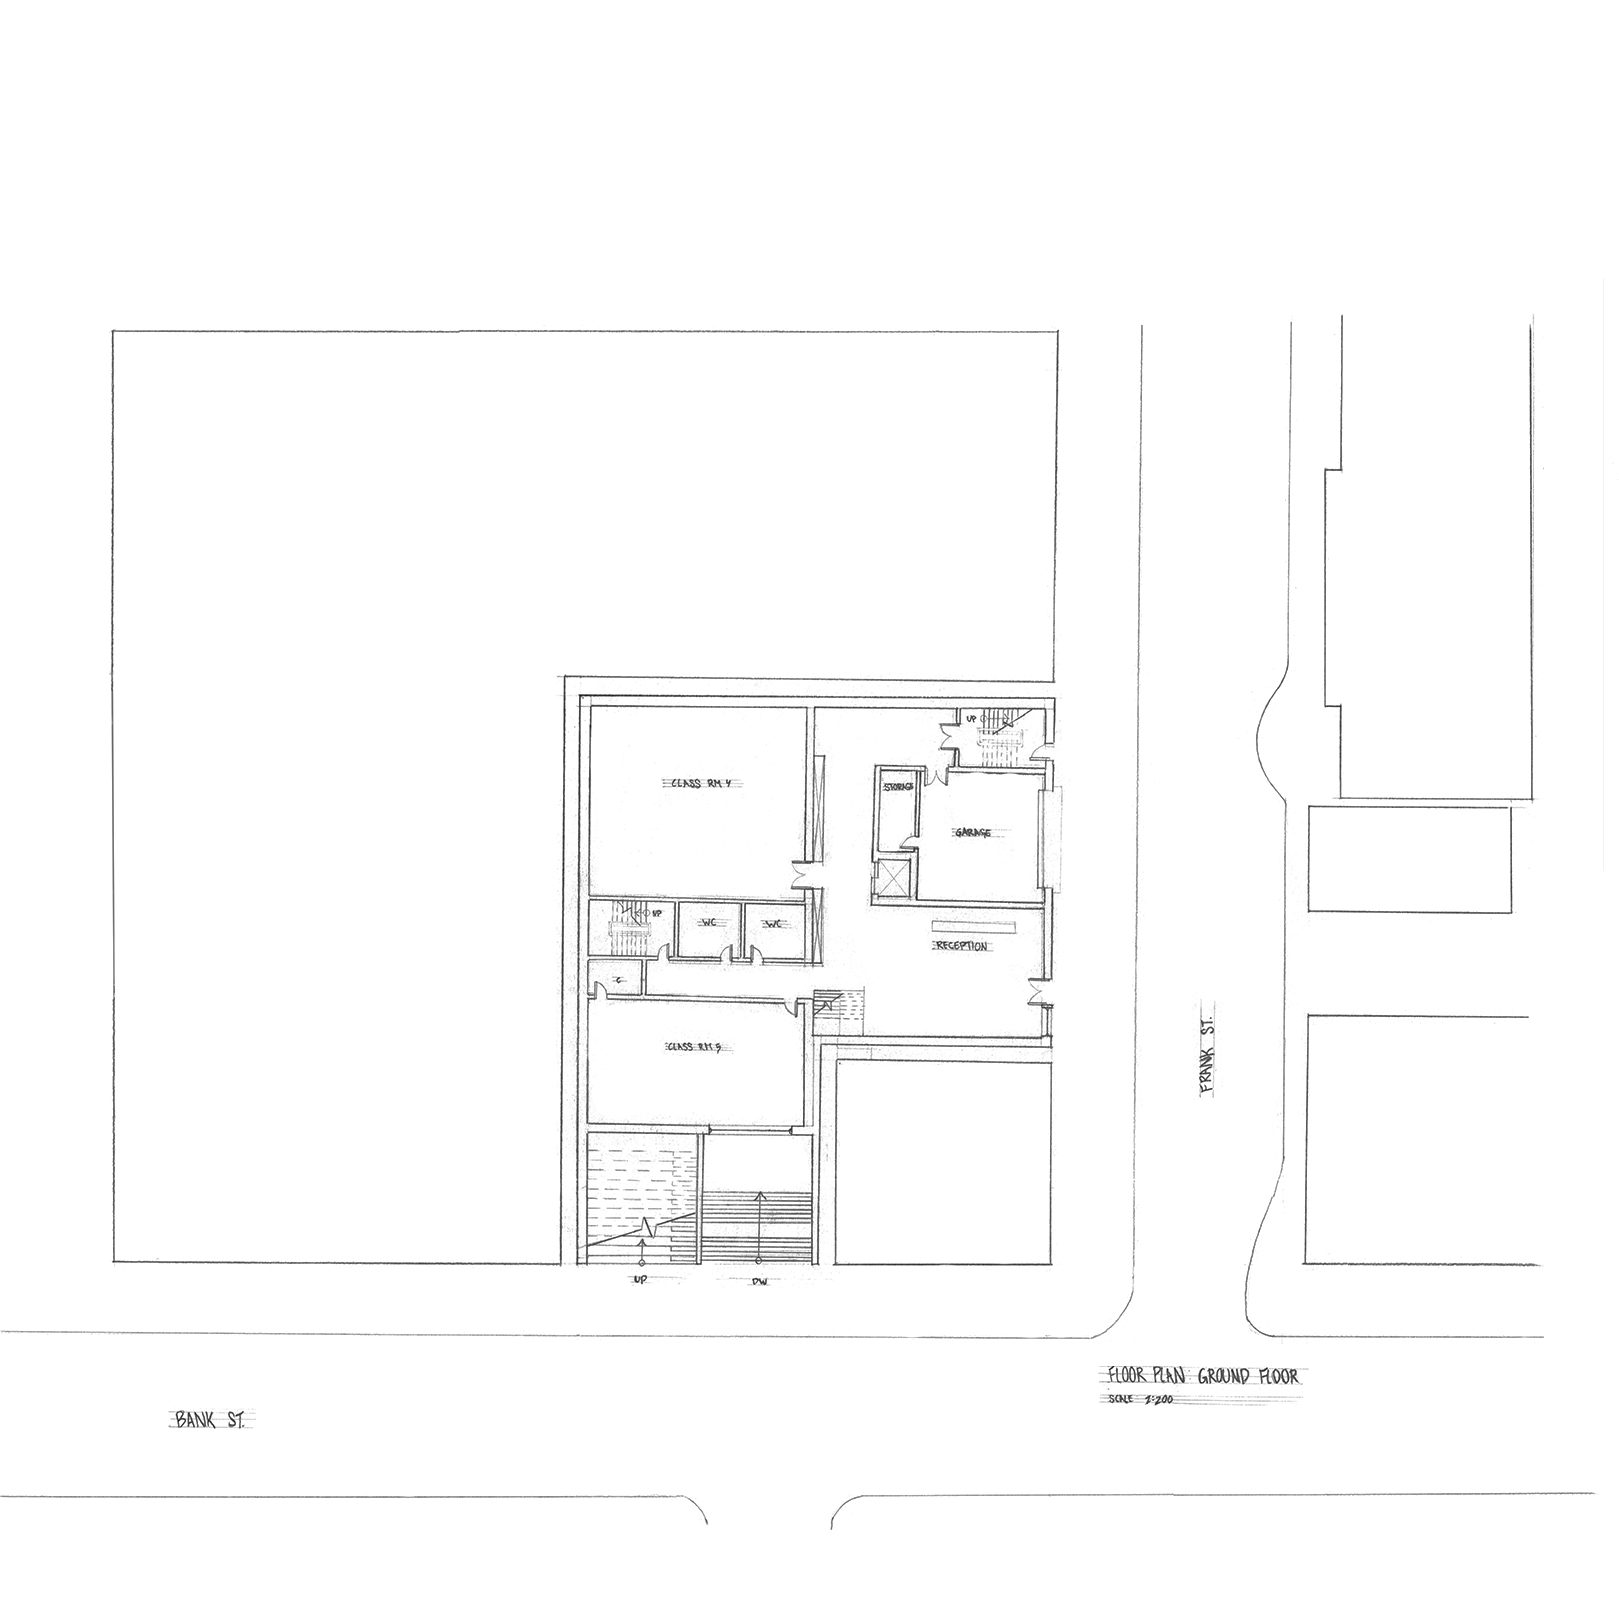 UP
CLASS RM 4
STORAGE
GARAGE
UP
WC
WC
RECEPTION
C
CLASS RM 5
FRANK ST.
UP
DW
FLOOR PLAN GROUND FLOOR
SCALE 1:200
BANK ST.